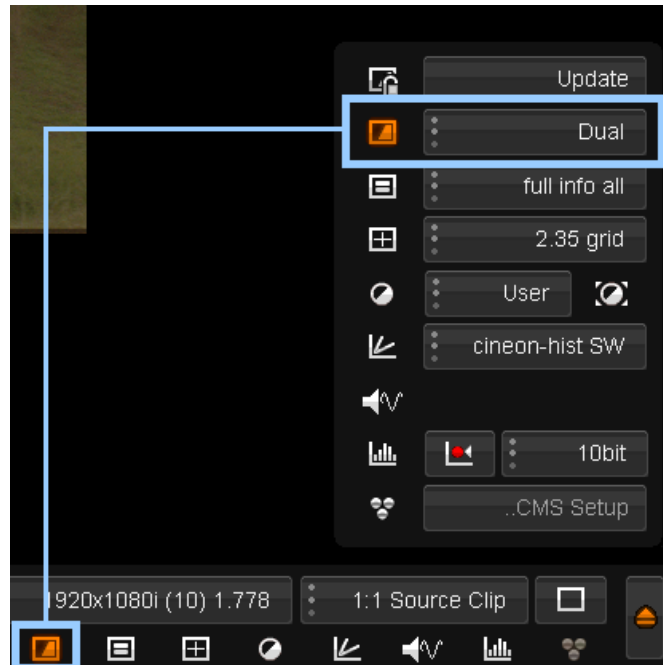 Update
Dual
full info all
2.35 grid
User
cineon-hist SW
10bit
..CMS Setup
1920x1080i (10) 1.778 1:1 Source Clip